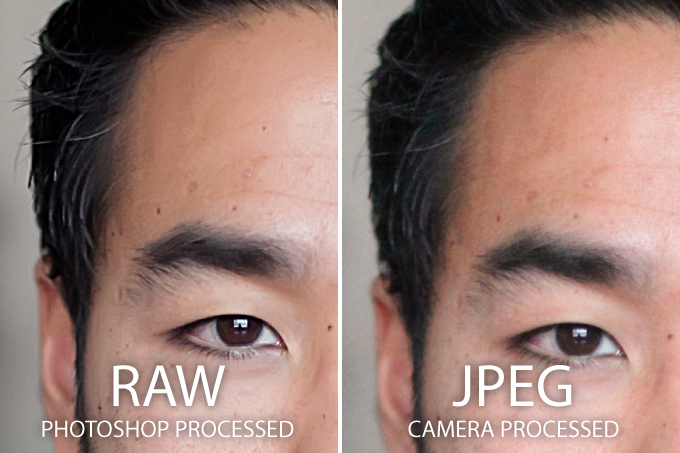 RAW
PHOTOSHOP PROCESSED
JPEG
CAMERA PROCESSED